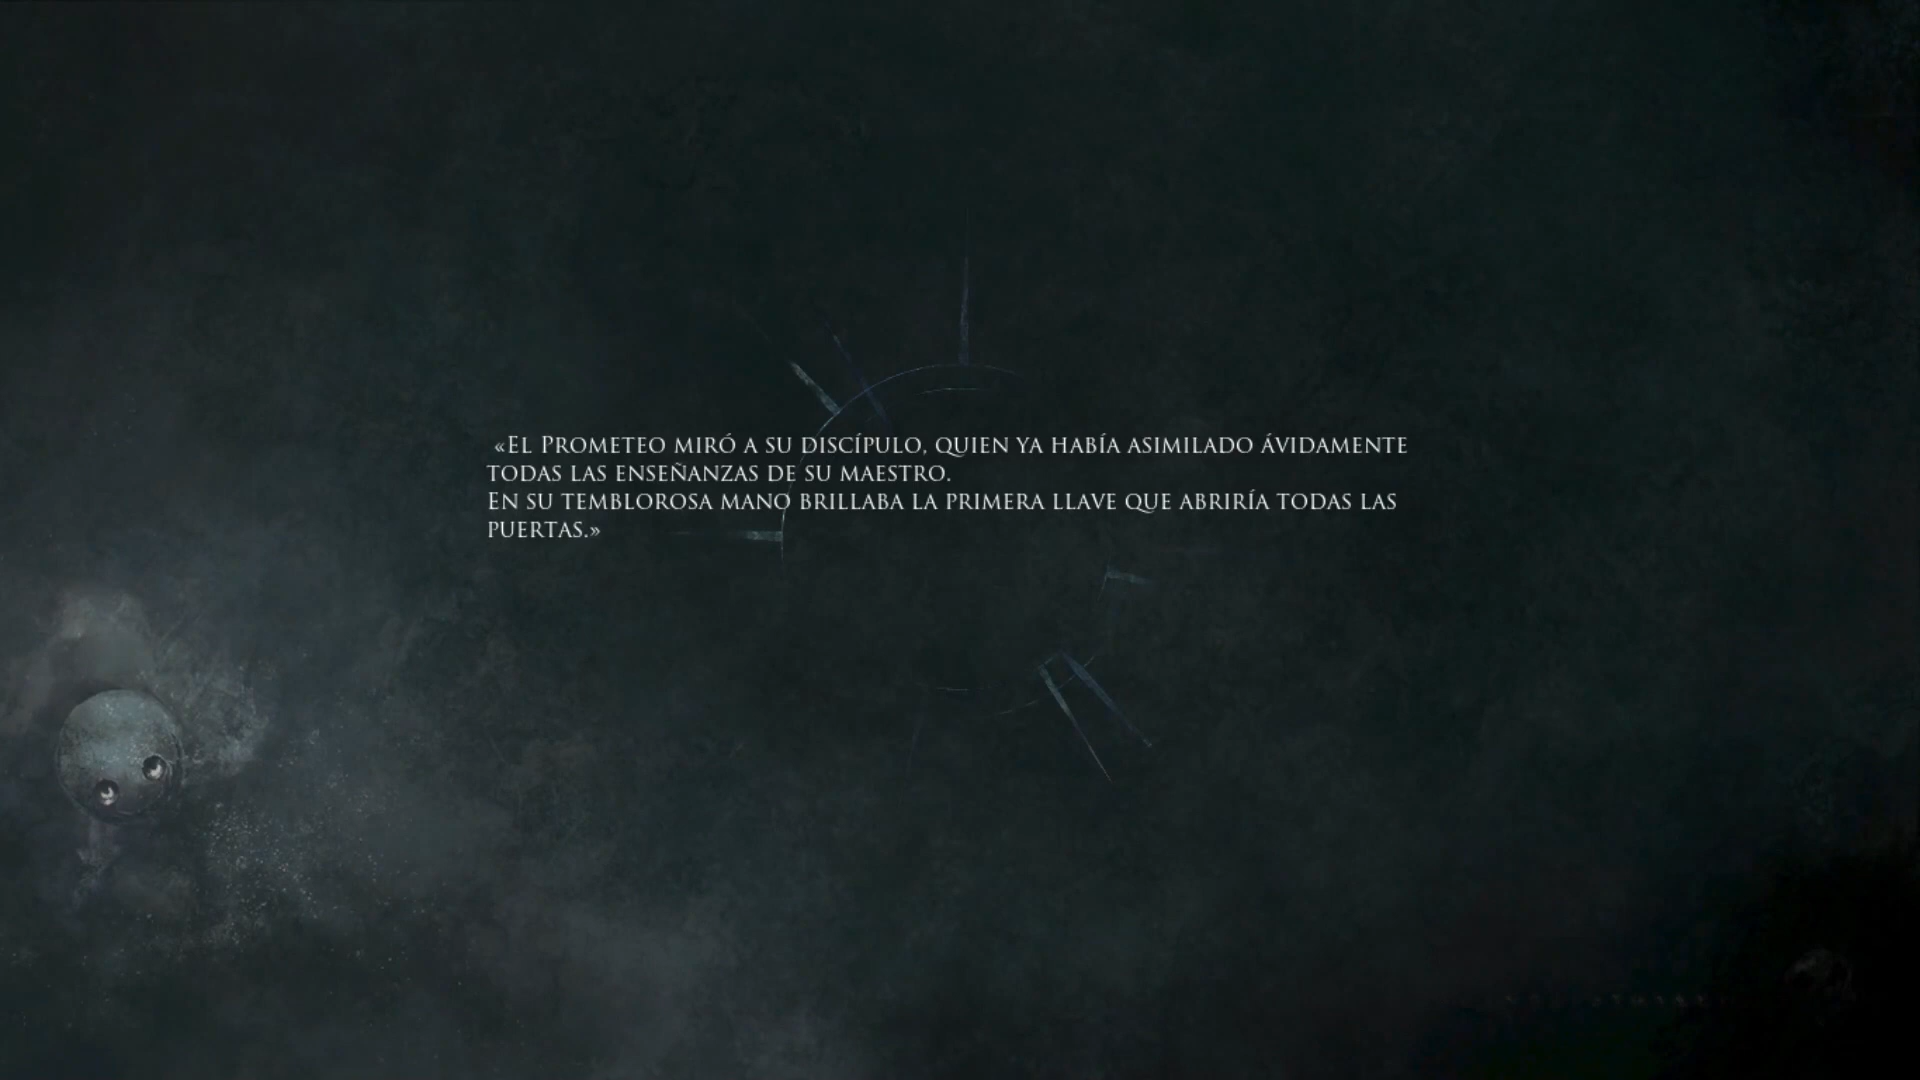 «El Prometeo miró a su discípulo, quien ya había asimilado ávidamente
todas las enseñanzas de su maestro.
En su temblorosa mano brillaba la primera llave que abriría todas las
puertas.»